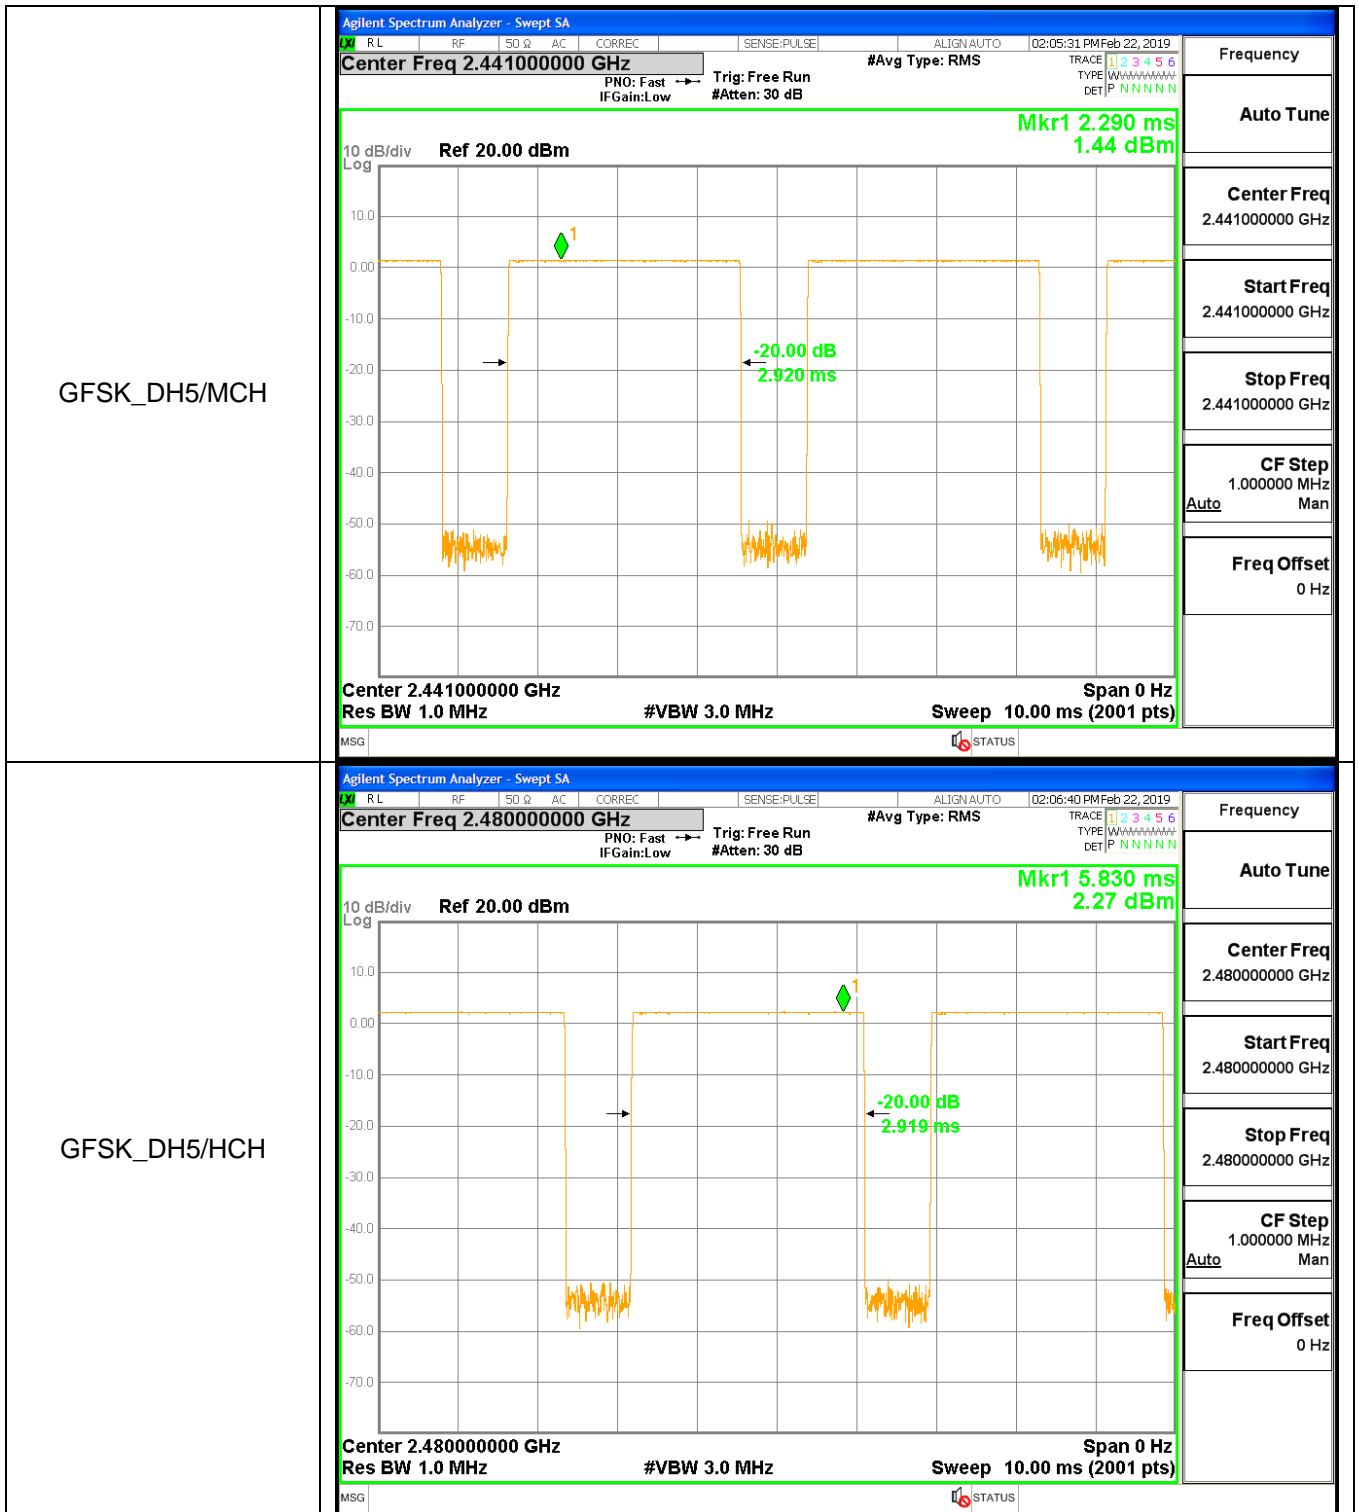 GFSK_DH5/MCH
Agilent Spectrum Analyzer - Swept SA
LXI RL RF 50 Ω AC CORREC SENSE:PULSE ALIGNAUTO 02:05:31 PM Feb 22, 2019
Center Freq 2.441000000 GHz
PNO: Fast
IFGain:Low
Trig: Free Run
#Atten: 30 dB
#Avg Type: RMS
TRACE 1 2 3 4 5 6
TYPE WWWWWW
DET P N N N N N
Mkr1 2.290 ms
1.44 dBm
10 dB/div Ref 20.00 dBm
Log
10.0
0.00
-10.0
-20.0
-30.0
-40.0
-50.0
-60.0
-70.0
1
-20.00 dB
2.920 ms
Center 2.441000000 GHz Span 0 Hz
Res BW 1.0 MHz #VBW 3.0 MHz Sweep 10.00 ms (2001 pts)
MSG STATUS
Frequency
Auto Tune
Center Freq
2.441000000 GHz
Start Freq
2.441000000 GHz
Stop Freq
2.441000000 GHz
CF Step
1.000000 MHz
Auto Man
Freq Offset
0 Hz
GFSK_DH5/HCH
Agilent Spectrum Analyzer - Swept SA
LXI RL RF 50 Ω AC CORREC SENSE:PULSE ALIGNAUTO 02:06:40 PM Feb 22, 2019
Center Freq 2.480000000 GHz
PNO: Fast
IFGain:Low
Trig: Free Run
#Atten: 30 dB
#Avg Type: RMS
TRACE 1 2 3 4 5 6
TYPE WWWWWW
DET P N N N N N
Mkr1 5.830 ms
2.27 dBm
10 dB/div Ref 20.00 dBm
Log
10.0
0.00
-10.0
-20.0
-30.0
-40.0
-50.0
-60.0
-70.0
1
-20.00 dB
2.919 ms
Center 2.480000000 GHz Span 0 Hz
Res BW 1.0 MHz #VBW 3.0 MHz Sweep 10.00 ms (2001 pts)
MSG STATUS
Frequency
Auto Tune
Center Freq
2.480000000 GHz
Start Freq
2.480000000 GHz
Stop Freq
2.480000000 GHz
CF Step
1.000000 MHz
Auto Man
Freq Offset
0 Hz